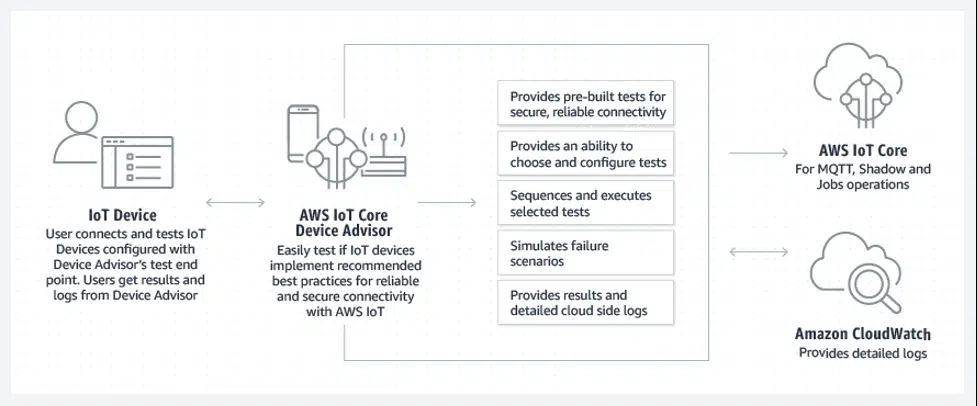 IoT Device
User connects and tests IoT
Devices configured with
Device Advisor's test end
point. Users get results and
logs from Device Advisor
AWS IoT Core
Device Advisor
Easily test if IoT devices
implement recommended
best practices for reliable
and secure connectivity
with AWS IoT
Provides pre-built tests for
secure, reliable connectivity
Provides an ability to
choose and configure tests
Sequences and executes
selected tests
Simulates failure
scenarios
Provides results and
detailed cloud side logs
AWS IoT Core
For MQTT, Shadow and
Jobs operations
Amazon CloudWatch
Provides detailed logs